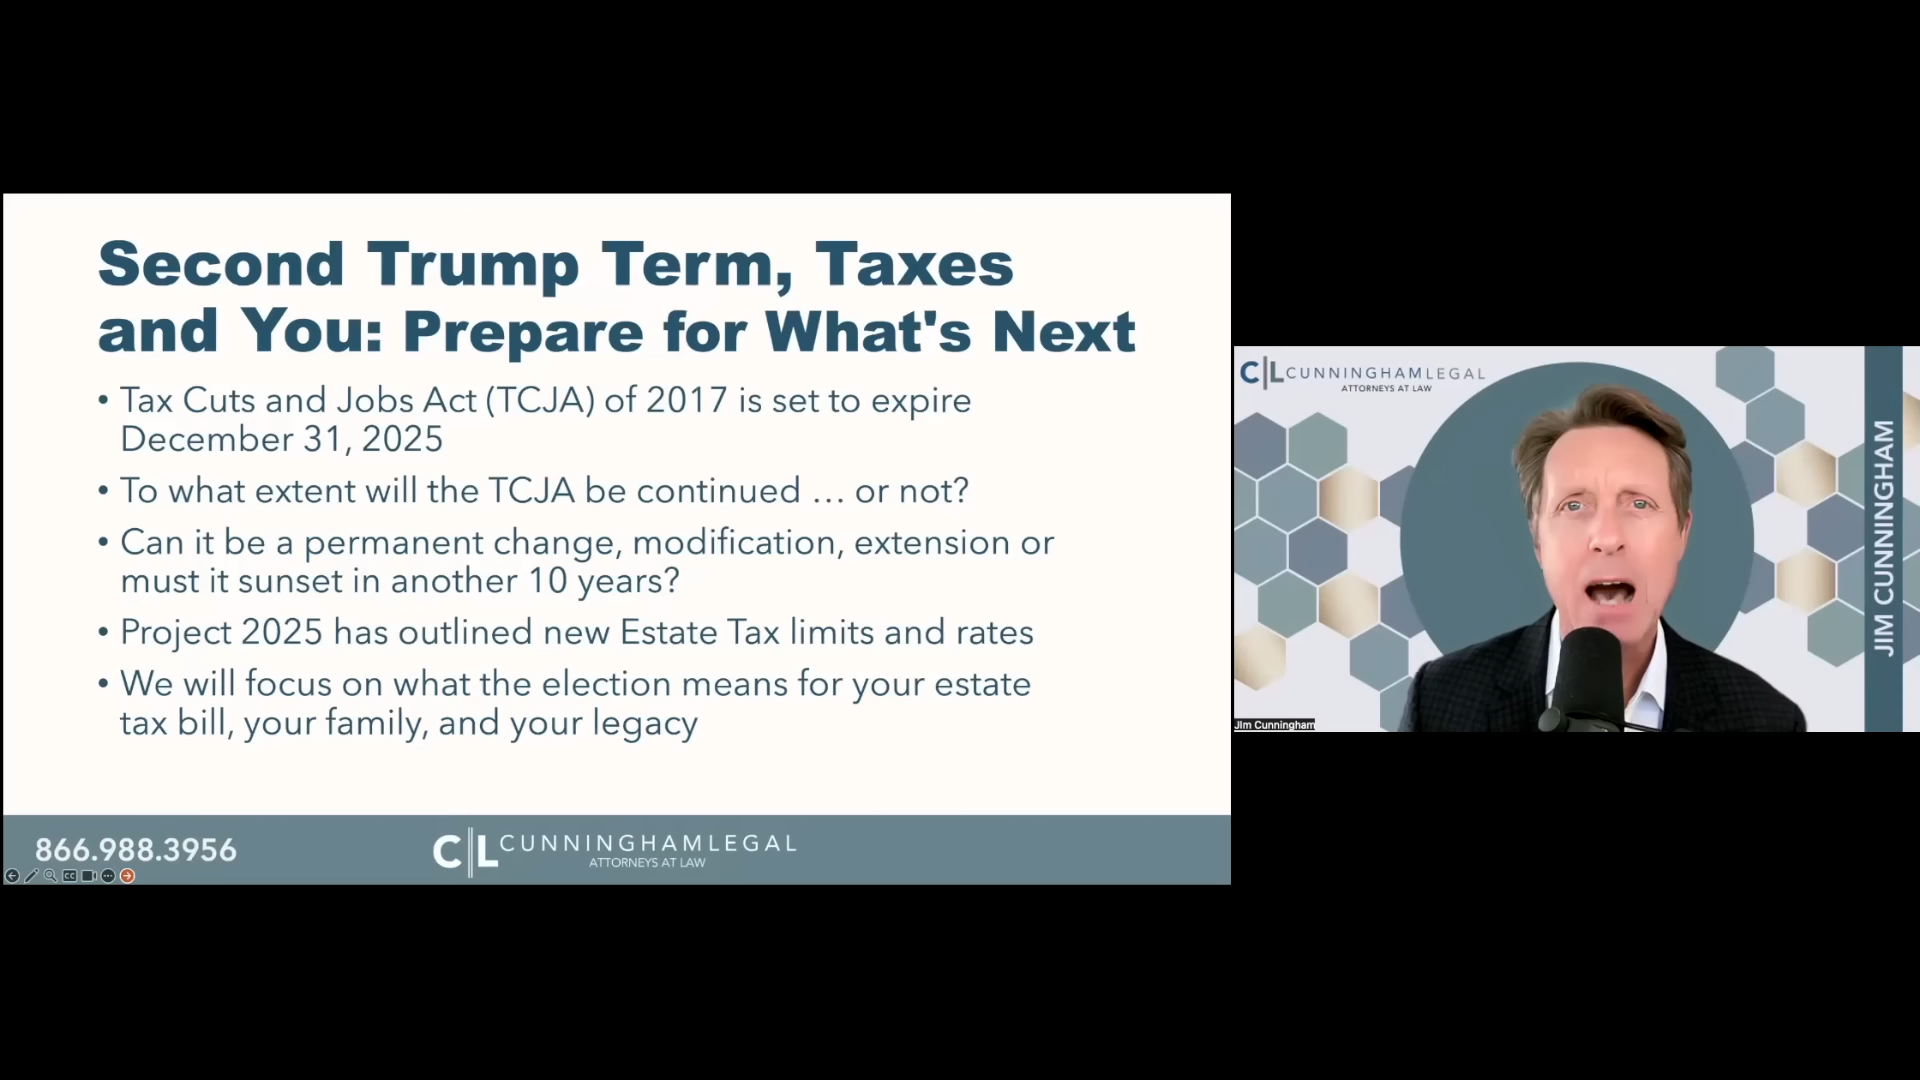 Second Trump Term, Taxes
and You: Prepare for What's Next
• Tax Cuts and Jobs Act (TCJA) of 2017 is set to expire
December 31, 2025
• To what extent will the TCJA be continued … or not?
• Can it be a permanent change, modification, extension or
must it sunset in another 10 years?
• Project 2025 has outlined new Estate Tax limits and rates
• We will focus on what the election means for your estate
tax bill, your family, and your legacy
866.988.3956
CL CUNNINGHAMLEGAL
ATTORNEYS AT LAW
CC
CL CUNNINGHAMLEGAL
ATTORNEYS AT LAW
JIM CUNNINGHAM
JIm Cunningham